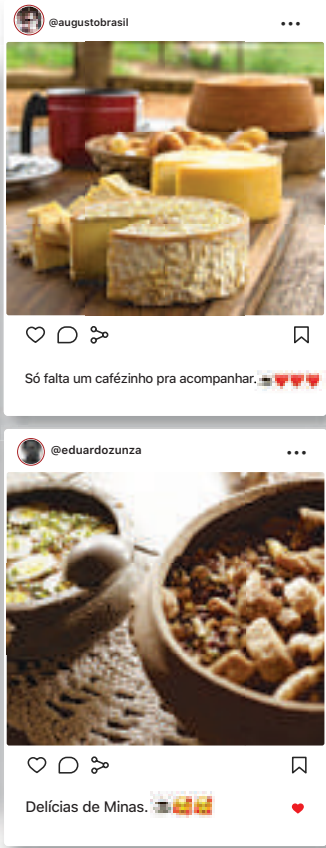 @augustobrasil
Só falta um cafézinho pra acompanhar.
@eduardozunza
Delícias de Minas.